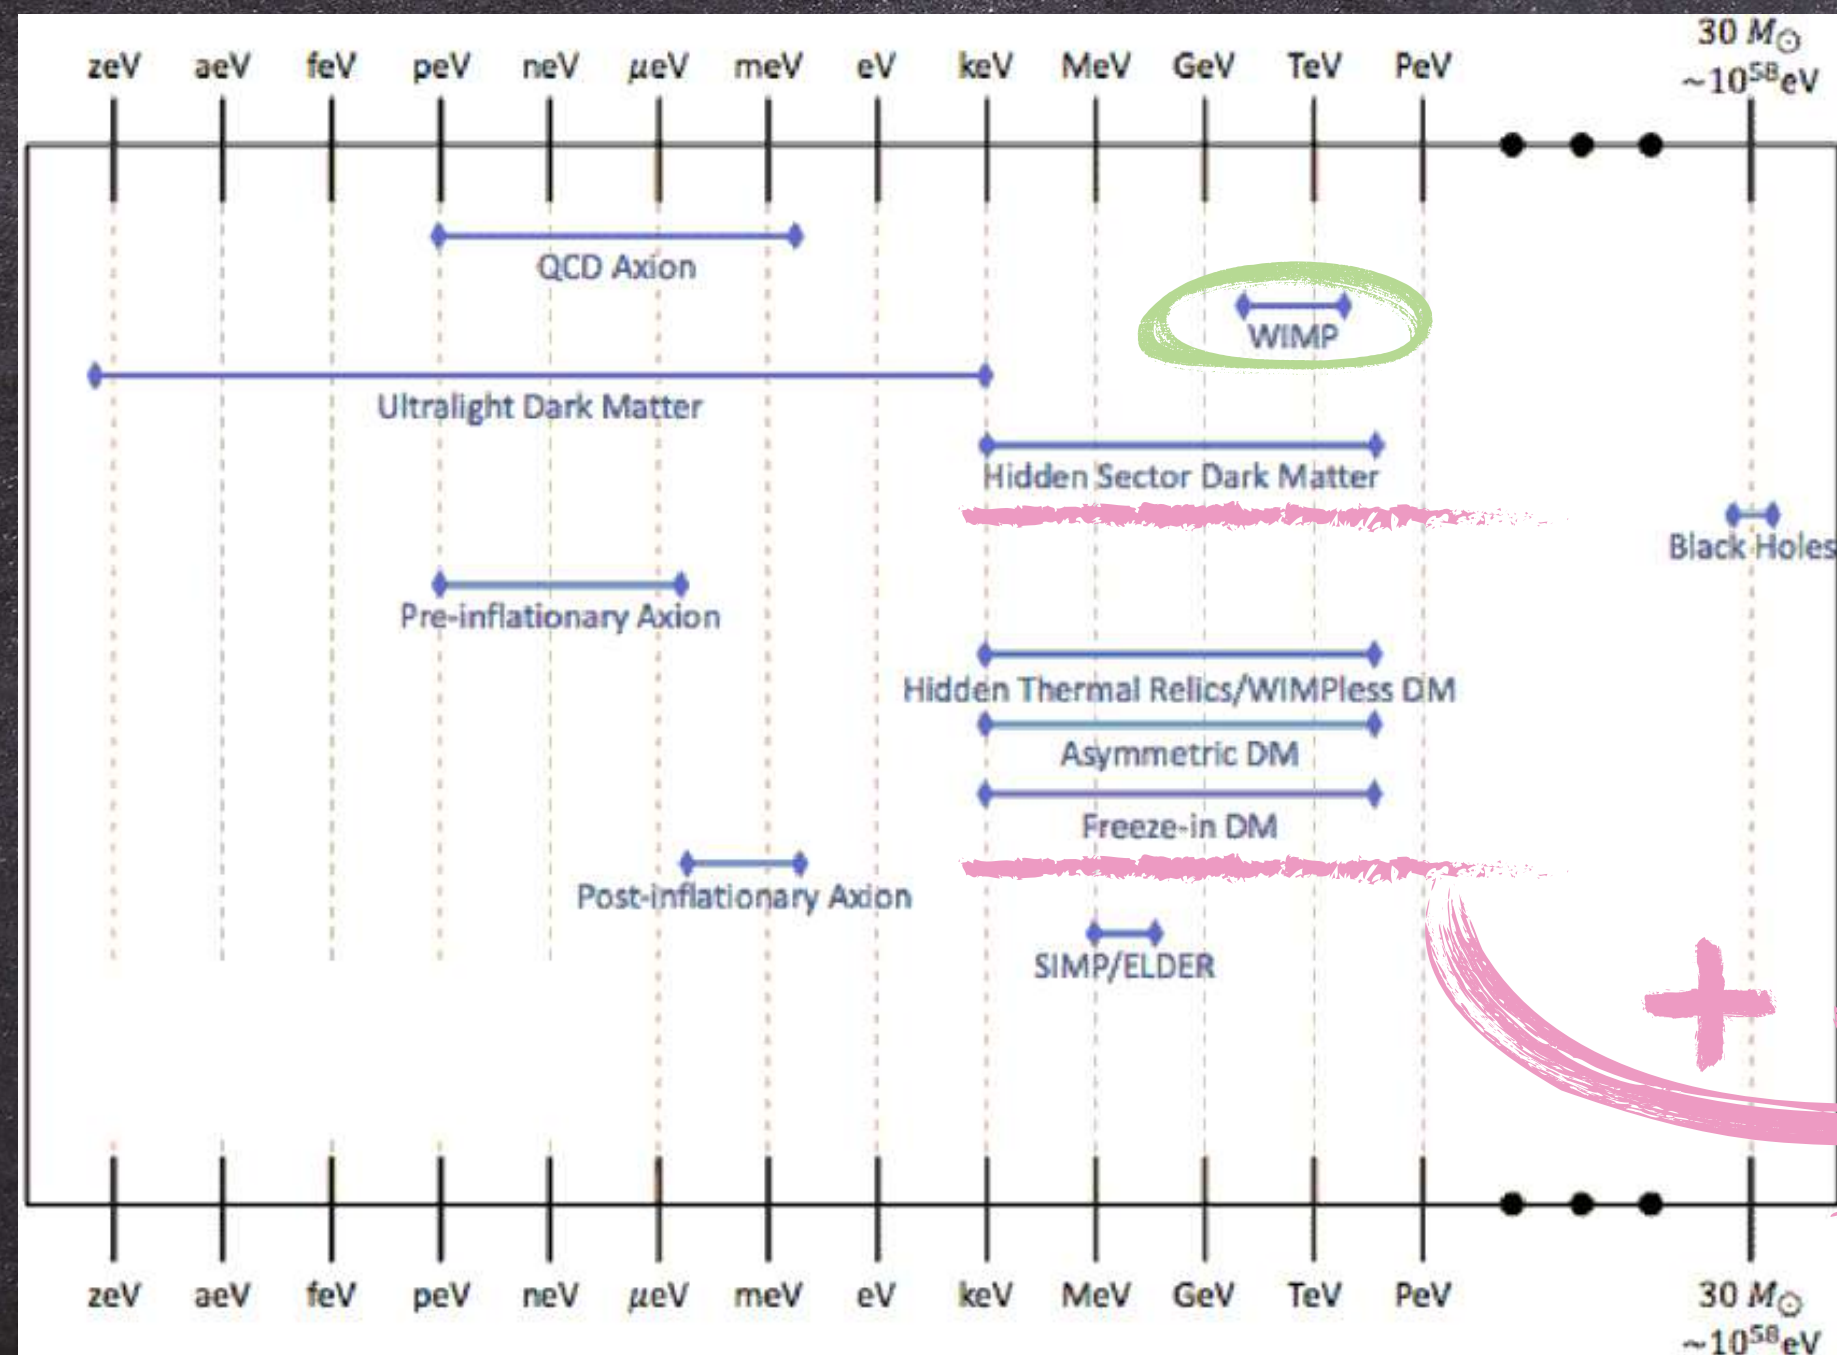 30 M☉
zeV aeV feV peV neV μeV meV eV keV MeV GeV TeV PeV ~10⁵⁸eV
QCD Axion
WIMP
Ultralight Dark Matter
Hidden Sector Dark Matter
Black Holes
Pre-inflationary Axion
Hidden Thermal Relics/WIMPless DM
Asymmetric DM
Freeze-in DM
Post-inflationary Axion
SIMP/ELDER
zeV aeV feV peV neV μeV meV eV keV MeV GeV TeV PeV 30 M☉
~10⁵⁸eV